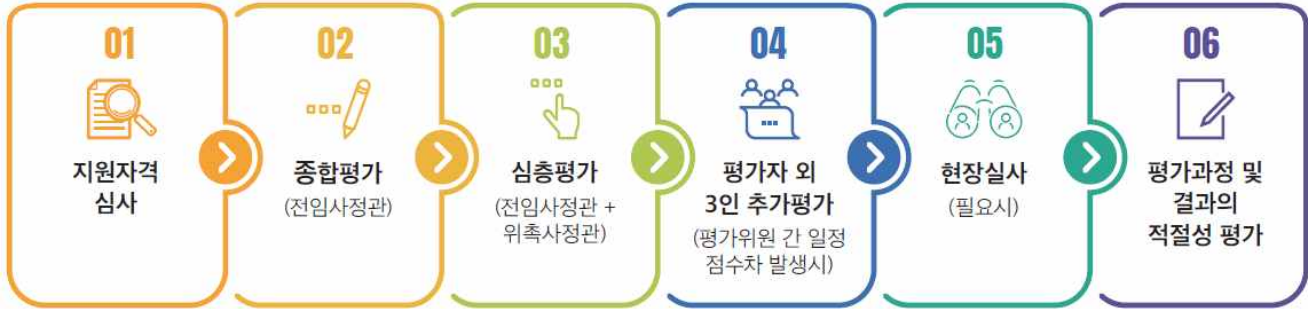 01
지원자격
심사
02
종합평가
(전임사정관)
03
심층평가
(전임사정관 +
위촉사정관)
04
평가자 외
3인 추가평가
(평가위원 간 일정
점수차 발생시)
05
현장실사
(필요시)
06
평가과정 및
결과의
적절성 평가